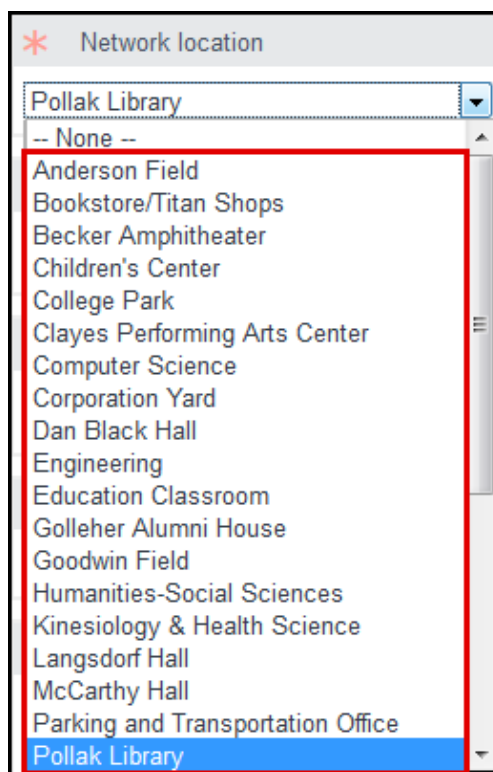 * Network location
Pollak Library
-- None --
Anderson Field
Bookstore/Titan Shops
Becker Amphitheater
Children's Center
College Park
Clayes Performing Arts Center
Computer Science
Corporation Yard
Dan Black Hall
Engineering
Education Classroom
Golleher Alumni House
Goodwin Field
Humanities-Social Sciences
Kinesiology & Health Science
Langsdorf Hall
McCarthy Hall
Parking and Transportation Office
Pollak Library